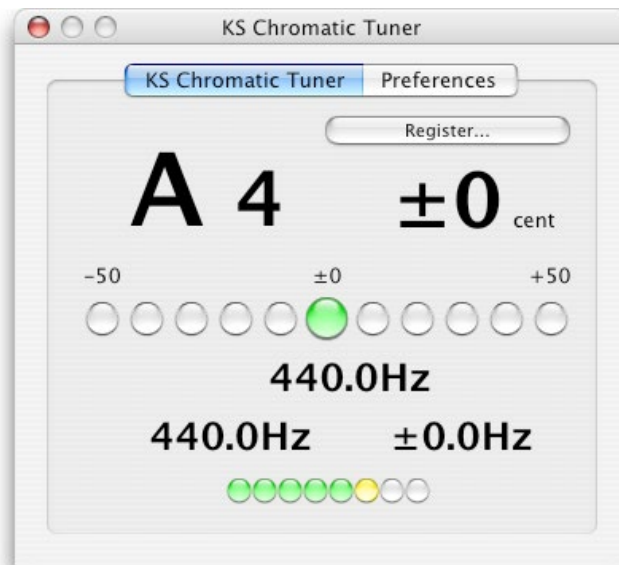 KS Chromatic Tuner
KS Chromatic Tuner Preferences
Register...
A 4 ±0 cent
-50 ±0 +50
440.0Hz
440.0Hz ±0.0Hz